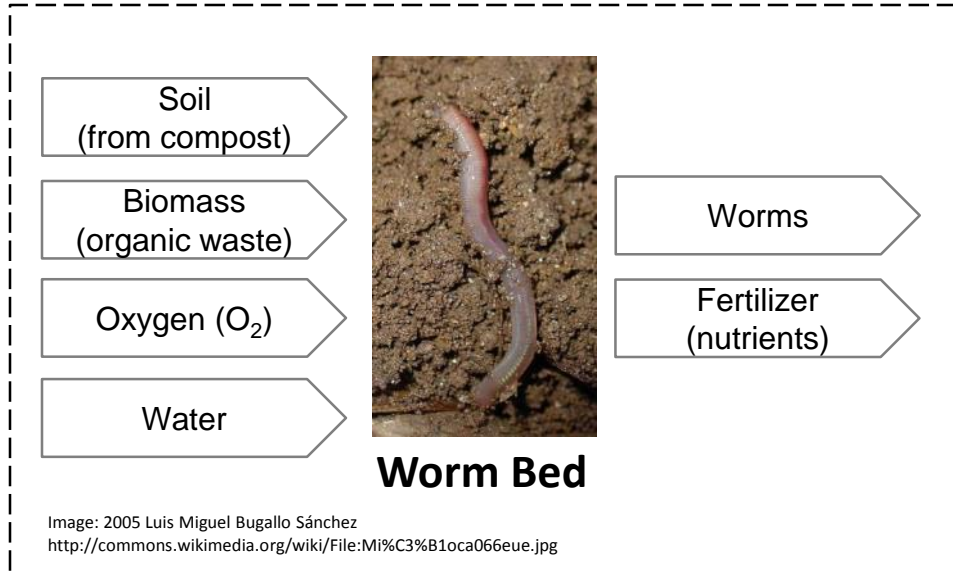 Soil
(from compost)
Biomass
(organic waste)
Oxygen (O₂)
Water
Worms
Fertilizer
(nutrients)
Worm Bed
Image: 2005 Luis Miguel Bugallo Sánchez
http://commons.wikimedia.org/wiki/File:Mi%C3%B1oca066eue.jpg